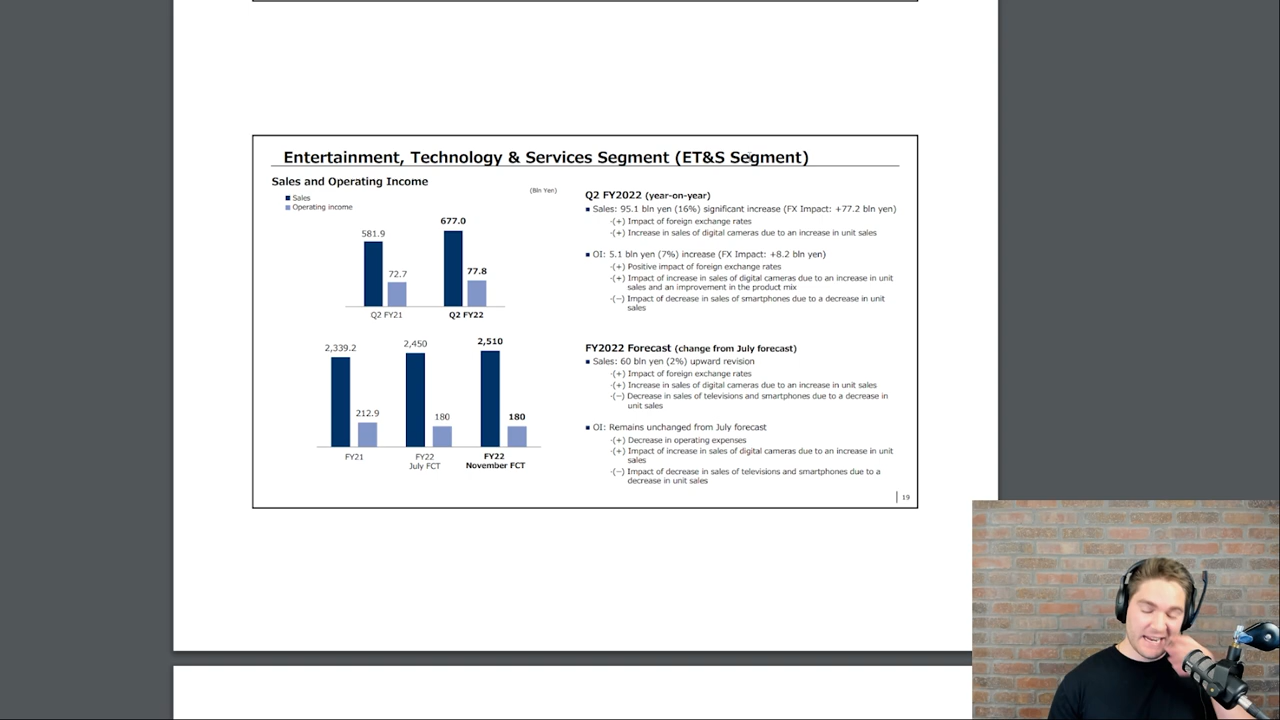 Entertainment, Technology & Services Segment (ET&S Segment)
Sales and Operating Income
(Bln Yen)
Sales
Operating income
581.9
72.7
677.0
77.8
Q2 FY21
Q2 FY22
2,339.2
212.9
2,450
180
2,510
180
FY21
FY22
July FCT
FY22
November FCT
Q2 FY2022 (year-on-year)
■ Sales: 95.1 bln yen (16%) significant increase (FX Impact: +77.2 bln yen)
·(+) Impact of foreign exchange rates
·(+) Increase in sales of digital cameras due to an increase in unit sales
■ OI: 5.1 bln yen (7%) increase (FX Impact: +8.2 bln yen)
·(+) Positive impact of foreign exchange rates
·(+) Impact of increase in sales of digital cameras due to an increase in unit
sales and an improvement in the product mix
·(−) Impact of decrease in sales of smartphones due to a decrease in unit
sales
FY2022 Forecast (change from July forecast)
■ Sales: 60 bln yen (2%) upward revision
·(+) Impact of foreign exchange rates
·(+) Increase in sales of digital cameras due to an increase in unit sales
·(−) Decrease in sales of televisions and smartphones due to a decrease in
unit sales
■ OI: Remains unchanged from July forecast
·(+) Decrease in operating expenses
·(+) Impact of increase in sales of digital cameras due to an increase in unit
sales
·(−) Impact of decrease in sales of televisions and smartphones due to a
decrease in unit sales
19